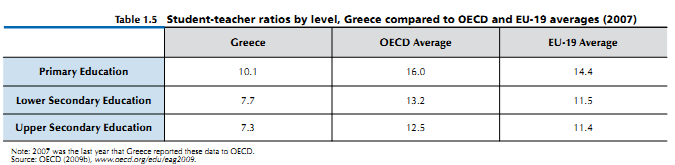 Table 1.5 Student-teacher ratios by level, Greece compared to OECD and EU-19 averages (2007)
Greece OECD Average EU-19 Average
Primary Education 10.1 16.0 14.4
Lower Secondary Education 7.7 13.2 11.5
Upper Secondary Education 7.3 12.5 11.4
Note: 2007 was the last year that Greece reported these data to OECD.
Source: OECD (2009b), www.oecd.org/edu/eag2009.